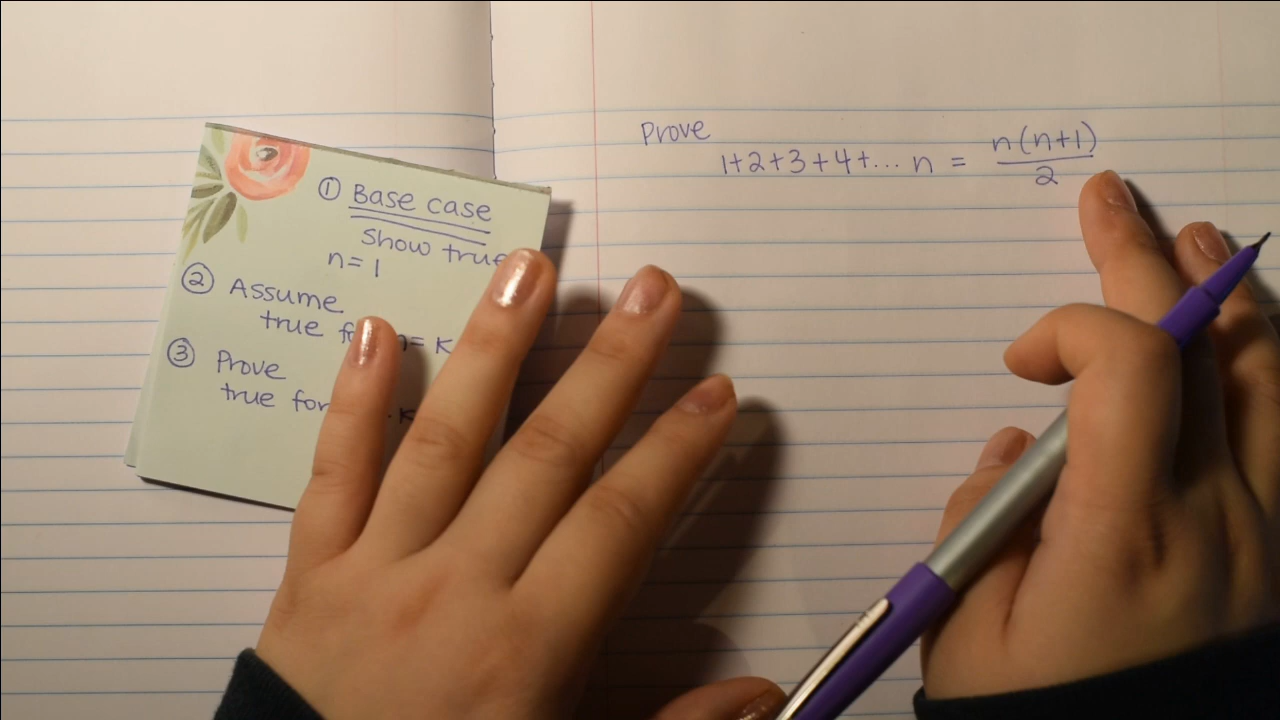 ① Base case
show true
n = 1
② Assume
true n = K
③ Prove
true for
Prove
1+2+3+4+... n = n(n+1)/2